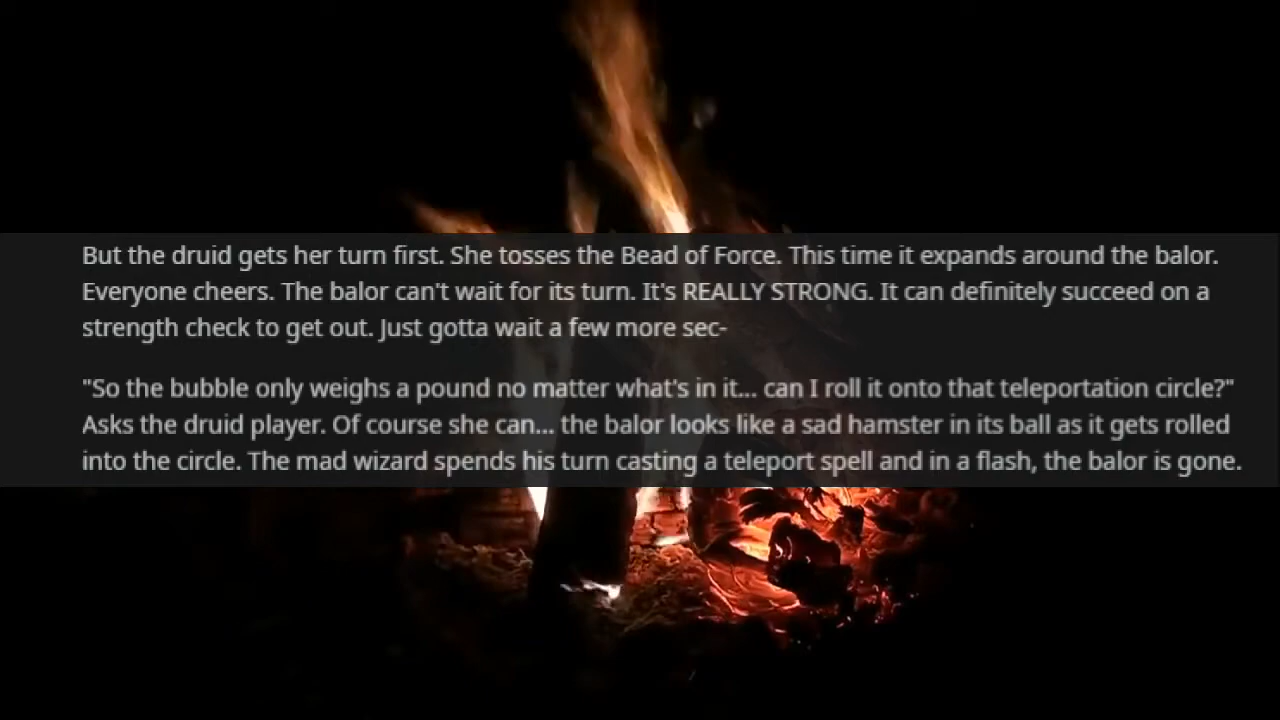 But the druid gets her turn first. She tosses the Bead of Force. This time it expands around the balor.
Everyone cheers. The balor can't wait for its turn. It's REALLY STRONG. It can definitely succeed on a
strength check to get out. Just gotta wait a few more sec-
"So the bubble only weighs a pound no matter what's in it... can I roll it onto that teleportation circle?"
Asks the druid player. Of course she can... the balor looks like a sad hamster in its ball as it gets rolled
into the circle. The mad wizard spends his turn casting a teleport spell and in a flash, the balor is gone.